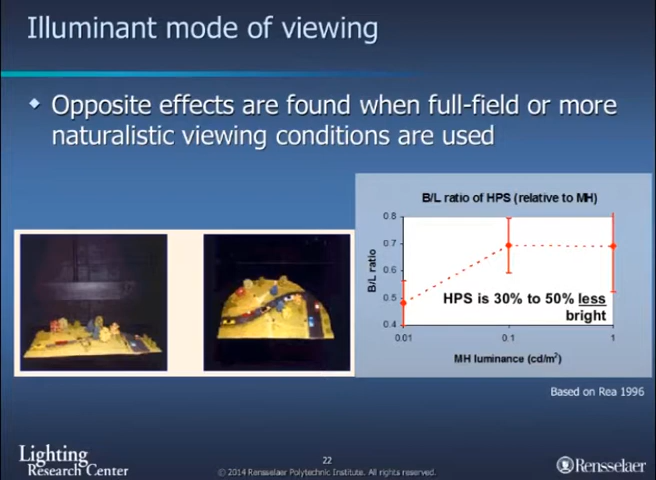 Illuminant mode of viewing
Opposite effects are found when full-field or more
naturalistic viewing conditions are used
B/L ratio of HPS (relative to MH)
0.8
0.7
0.6
0.5
0.4
B/L ratio
HPS is 30% to 50% less
bright
0.01
0.1
1
MH luminance (cd/m²)
Based on Rea 1996
Lighting
Research Center
22
© 2014 Rensselaer Polytechnic Institute. All rights reserved.
Rensselaer